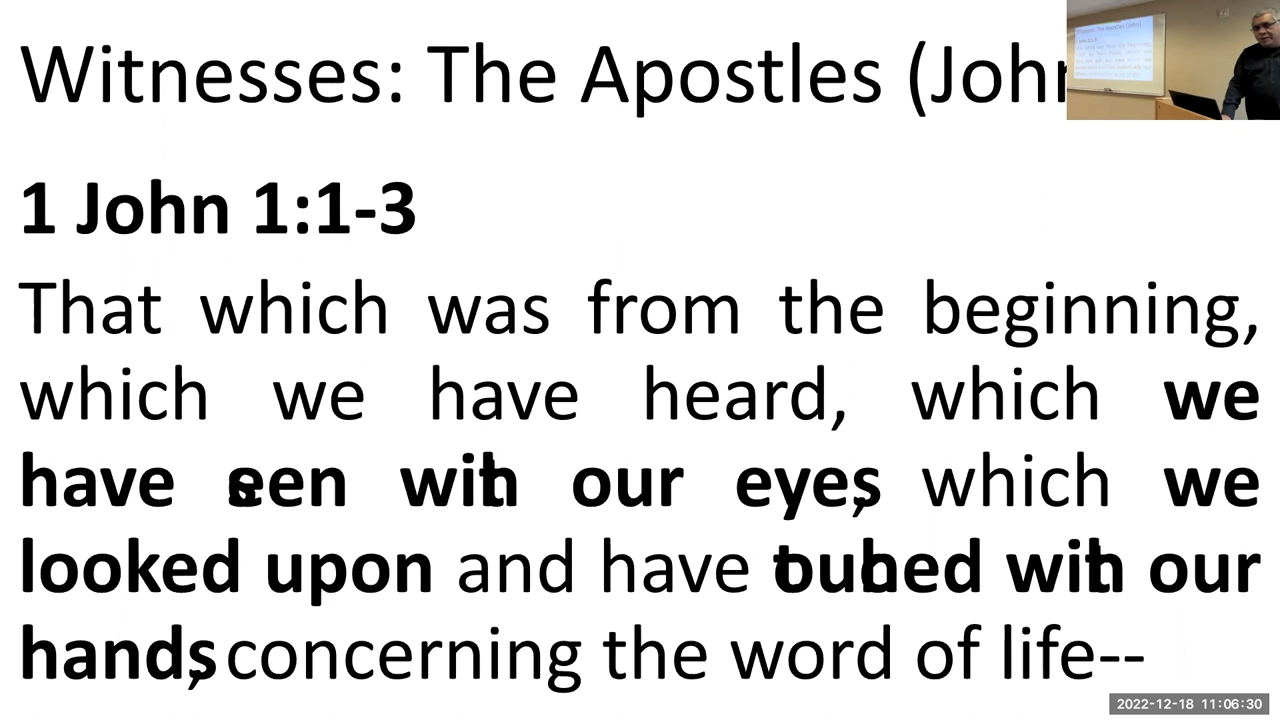 Witnesses: The Apostles (John
1 John 1:1-3
That which was from the beginning,
which we have heard, which we
have seen with our eyes, which we
looked upon and have touched with our
hands, concerning the word of life--
2022-12-18 11:06:30